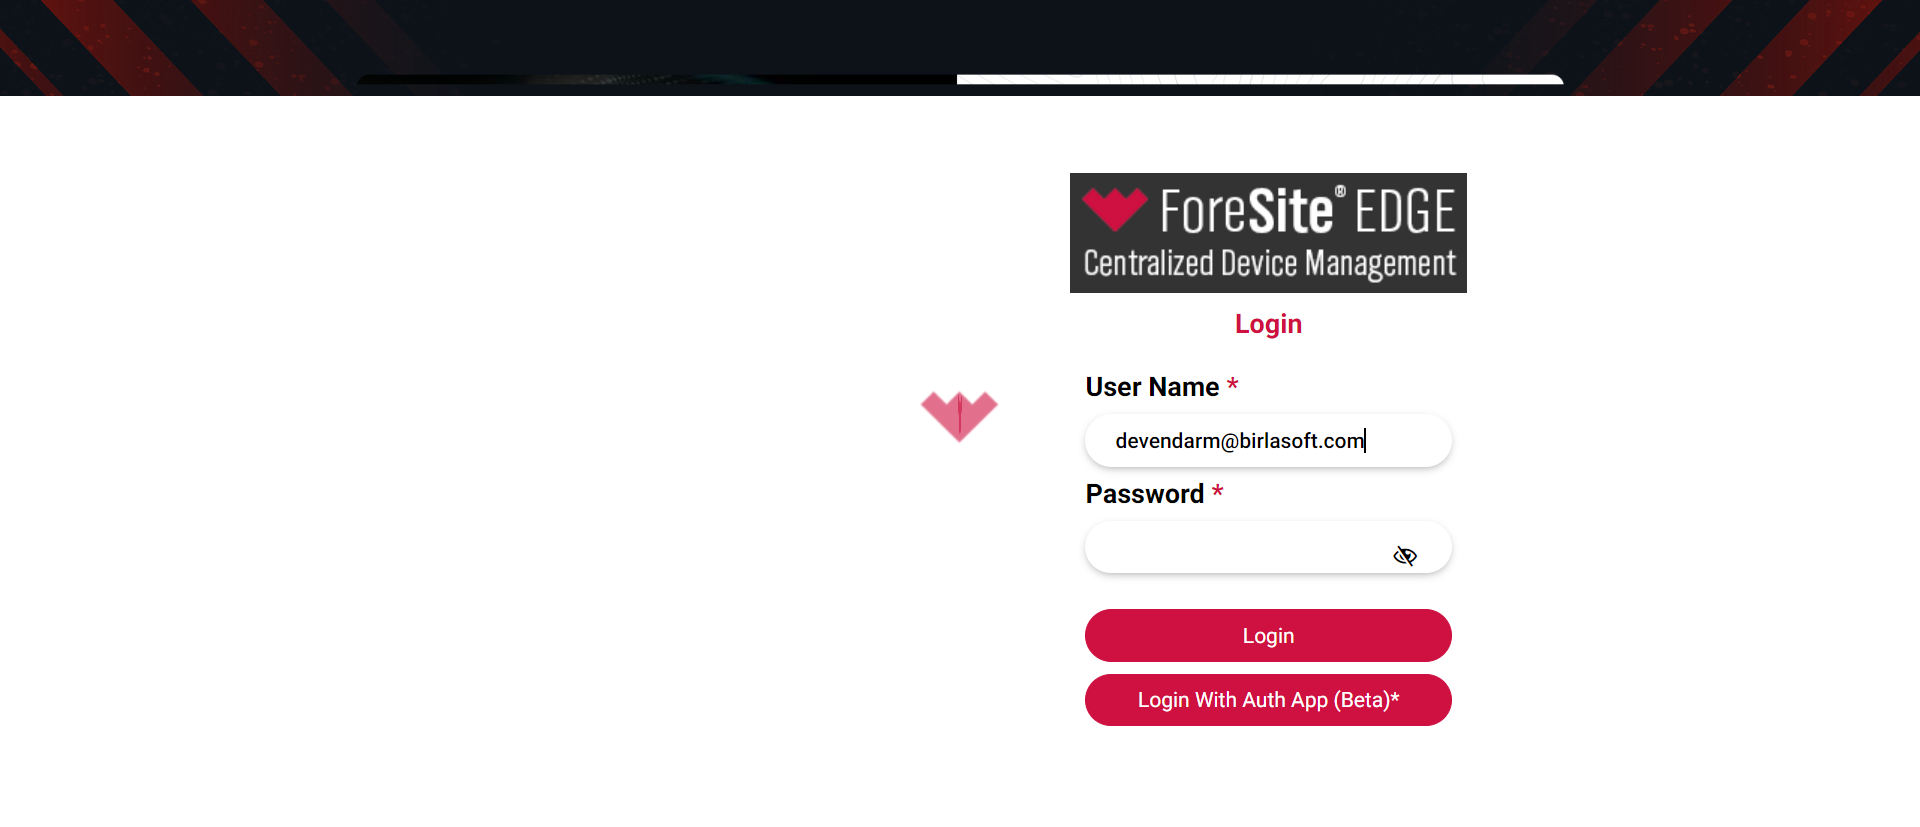 ForeSite® EDGE
Centralized Device Management
Login
User Name *
devendarm@birlasoft.com
Password *
Login
Login With Auth App (Beta)*